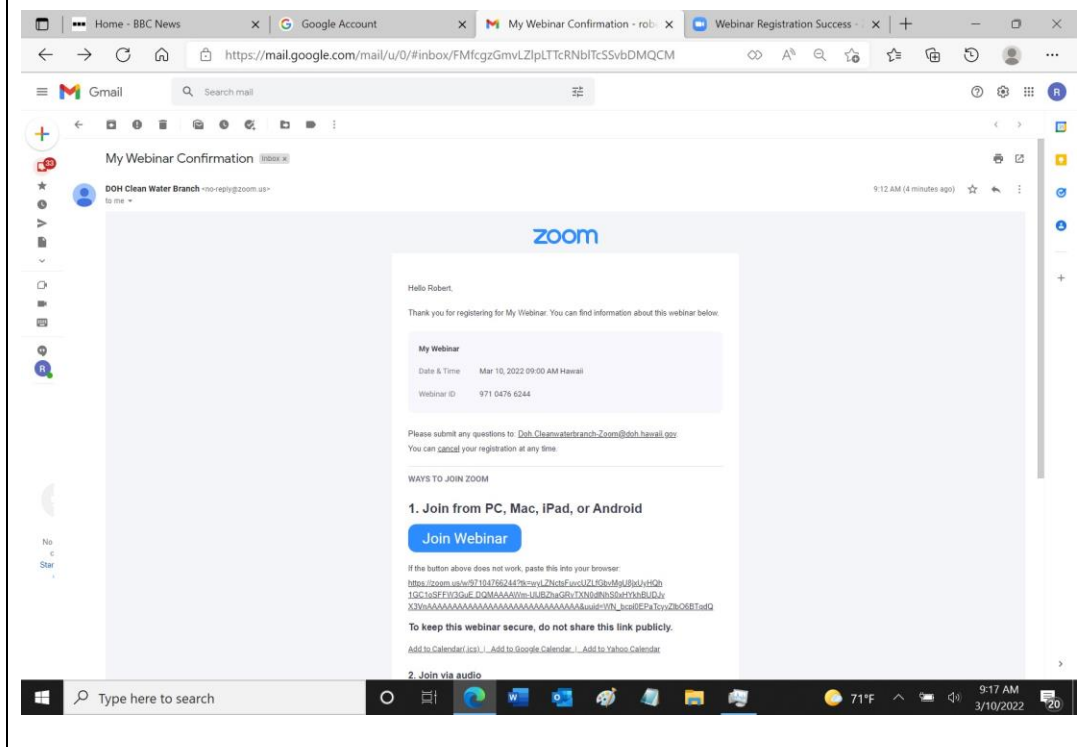 Home - BBC News
Google Account
My Webinar Confirmation - rob
Webinar Registration Success -
https://mail.google.com/mail/u/0/#inbox/FMfcgzGmvLZlpLTTcRNbITcSSvbDMQCM
Gmail
Search mail
R
33
My Webinar Confirmation Inbox x
DOH Clean Water Branch <no-reply@zoom.us>
9:12 AM (4 minutes ago)
to me
zoom
Hello Robert,
Thank you for registering for My Webinar. You can find information about this webinar below.
My Webinar
Date & Time Mar 10, 2022 09:00 AM Hawaii
Webinar ID 971 0476 6244
R
Please submit any questions to: Doh.Cleanwaterbranch-Zoom@doh.hawaii.gov
You can cancel your registration at any time.
WAYS TO JOIN ZOOM
1. Join from PC, Mac, iPad, or Android
Join Webinar
No
c
Star
If the button above does not work, paste this into your browser:
To keep this webinar secure, do not share this link publicly.
Add to Calendar(.ics) | Add to Google Calendar | Add to Yahoo Calendar
2. Join via audio
Type here to search
71°F
9:17 AM
3/10/2022
20